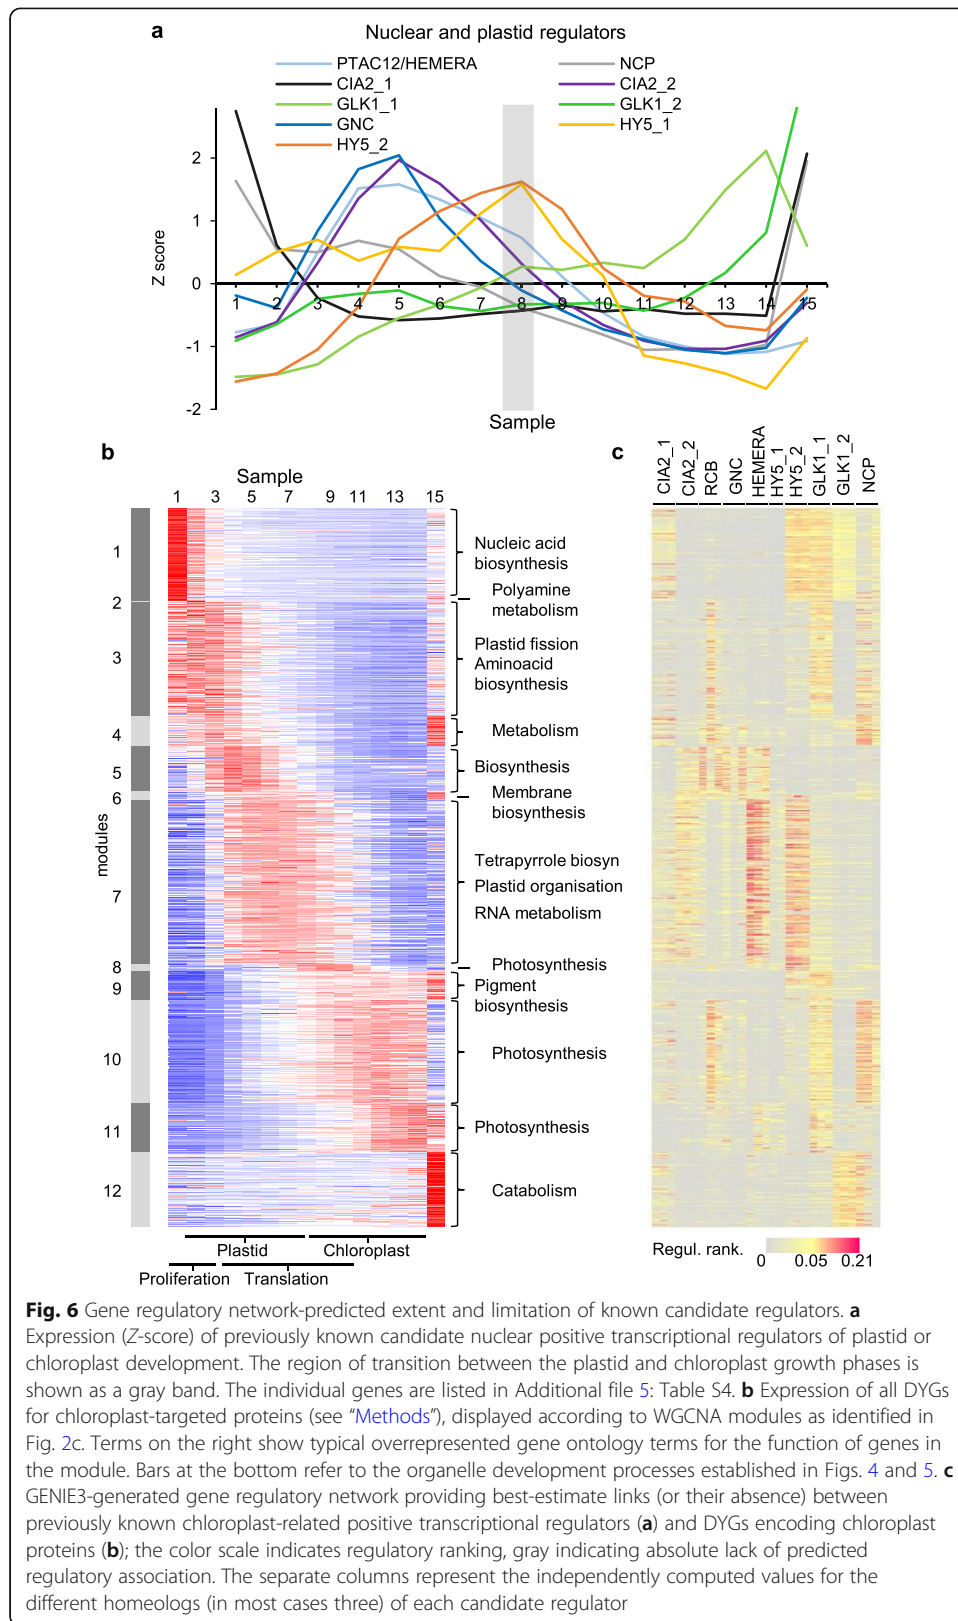 a
Nuclear and plastid regulators
PTAC12/HEMERA NCP
CIA2_1 CIA2_2
GLK1_1 GLK1_2
GNC HY5_1
HY5_2
2
1
0
-1
-2
Z score
1 2 3 4 5 6 7 8 9 10 11 12 13 14 15
Sample
b
Sample
1 3 5 7 9 11 13 15
modules
1
2
3
4
5
6
7
8
9
10
11
12
Nucleic acid
biosynthesis
Polyamine
metabolism
Plastid fission
Aminoacid
biosynthesis
Metabolism
Biosynthesis
Membrane
biosynthesis
Tetrapyrrole biosyn
Plastid organisation
RNA metabolism
Photosynthesis
Pigment
biosynthesis
Photosynthesis
Photosynthesis
Catabolism
Plastid Chloroplast
Proliferation Translation
c
CIA2_1
CIA2_2
RCB
GNC
HEMERA
HY5_1
HY5_2
GLK1_1
GLK1_2
NCP
Regul. rank.
0 0.05 0.21
Fig. 6 Gene regulatory network-predicted extent and limitation of known candidate regulators. a
Expression (Z-score) of previously known candidate nuclear positive transcriptional regulators of plastid or
chloroplast development. The region of transition between the plastid and chloroplast growth phases is
shown as a gray band. The individual genes are listed in Additional file 5: Table S4. b Expression of all DYGs
for chloroplast-targeted proteins (see “Methods”), displayed according to WGCNA modules as identified in
Fig. 2c. Terms on the right show typical overrepresented gene ontology terms for the function of genes in
the module. Bars at the bottom refer to the organelle development processes established in Figs. 4 and 5. c
GENIE3-generated gene regulatory network providing best-estimate links (or their absence) between
previously known chloroplast-related positive transcriptional regulators (a) and DYGs encoding chloroplast
proteins (b); the color scale indicates regulatory ranking, gray indicating absolute lack of predicted
regulatory association. The separate columns represent the independently computed values for the
different homeologs (in most cases three) of each candidate regulator